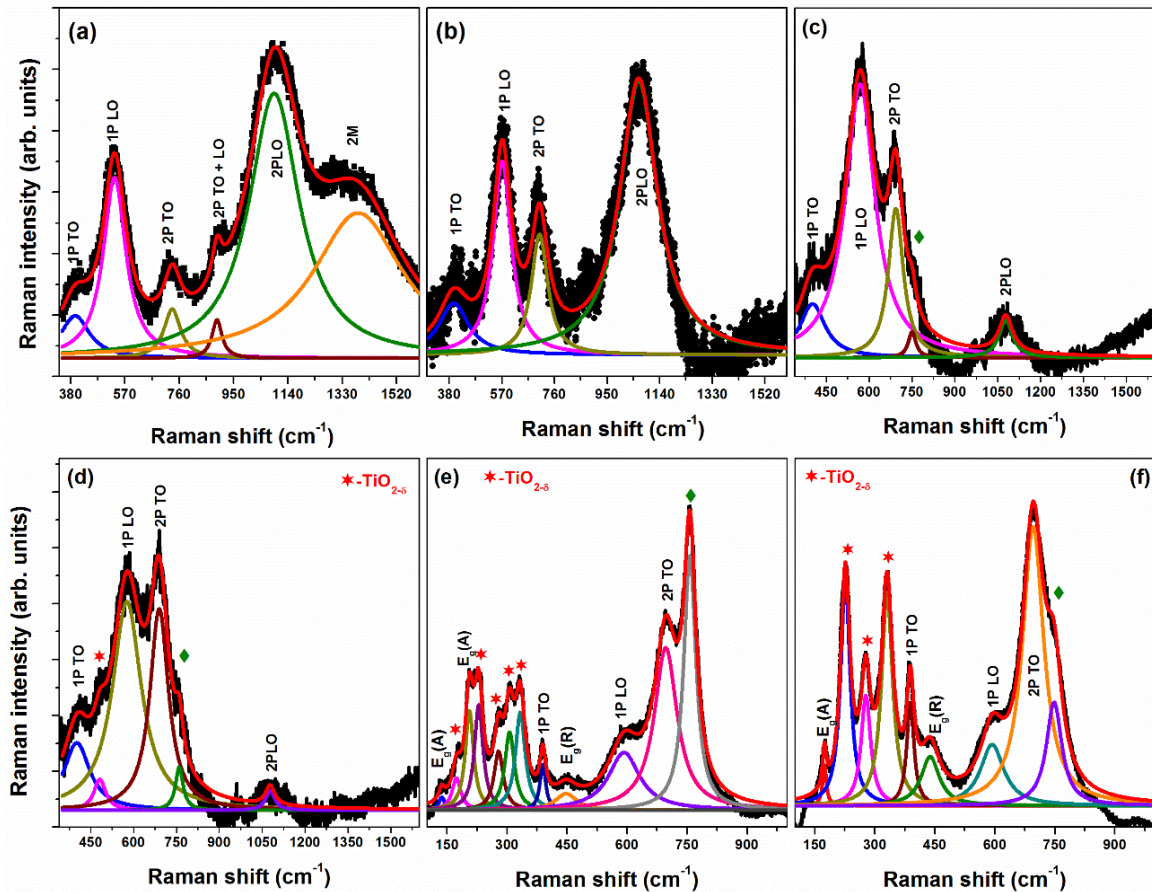 (a)
1P TO
1P LO
2P TO
2P TO + LO
2PLO
2M
Raman intensity (arb. units)
380 570 760 950 1140 1330 1520
Raman shift (cm⁻¹)
(b)
1P TO
1P LO
2P TO
2PLO
380 570 760 950 1140 1330 1520
Raman shift (cm⁻¹)
(c)
1P TO
1P LO
2P TO
2PLO
450 600 750 900 1050 1200 1350 1500
Raman shift (cm⁻¹)
(d)
-TiO₂₋δ
1P TO
1P LO
2P TO
2PLO
Raman intensity (arb. units)
450 600 750 900 1050 1200 1350 1500
Raman shift (cm⁻¹)
(e)
-TiO₂₋δ
E_g(A)
E_g(A)
1P TO
E_g(R)
1P LO
2P TO
150 300 450 600 750 900
Raman shift (cm⁻¹)
(f)
-TiO₂₋δ
E_g(A)
1P TO
E_g(R)
1P LO
2P TO
150 300 450 600 750 900
Raman shift (cm⁻¹)